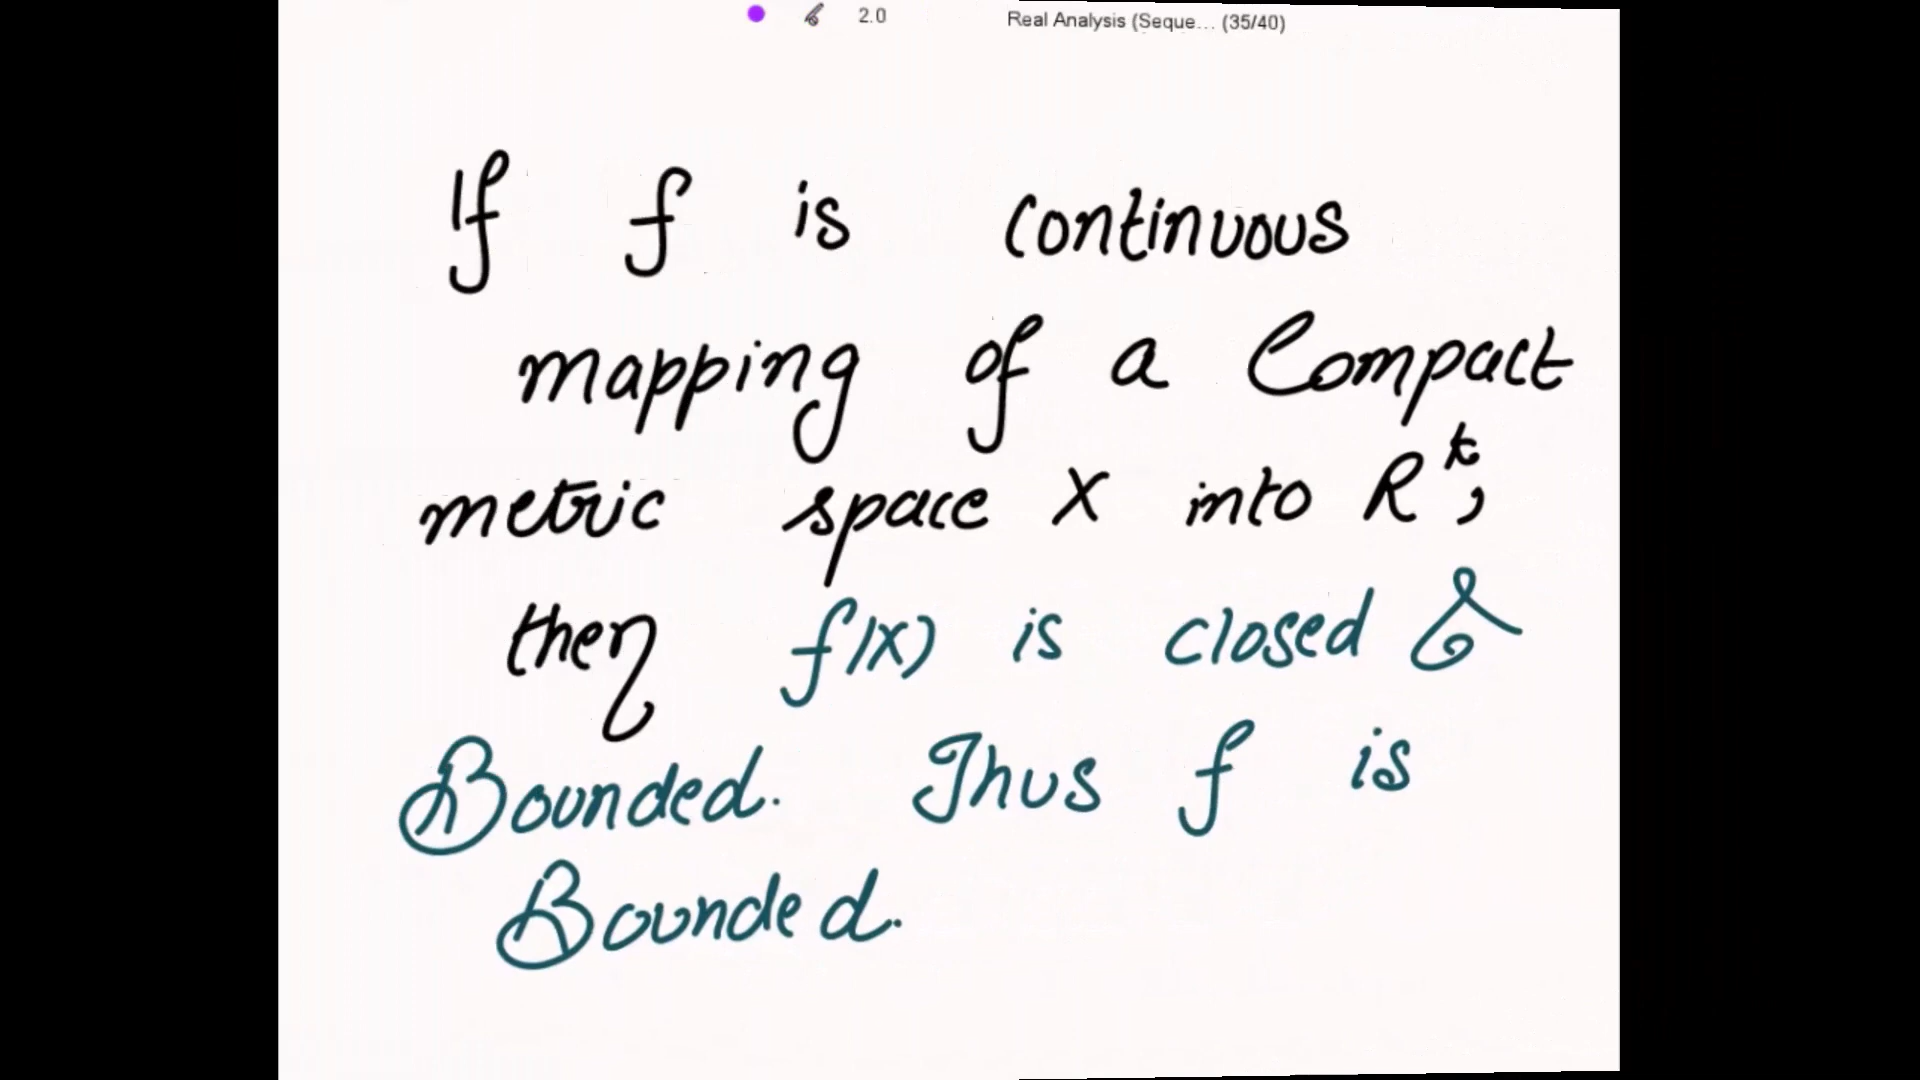 2.0 Real Analysis (Seque... (35/40)
If f is continuous
mapping of a Compact
metric space X into R^k,
then f(X) is closed &
Bounded. Thus f is
Bounded.